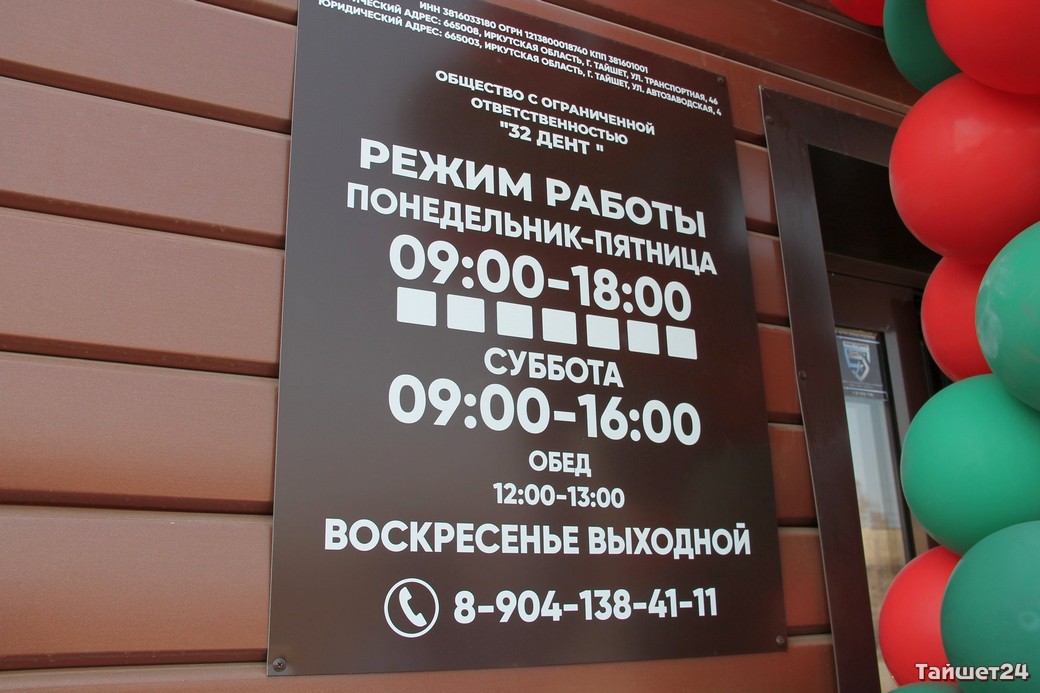 ИНН 3816033180 ОГРН 1213800018740 КПП 381601001
АДРЕС: 665008, ИРКУТСКАЯ ОБЛАСТЬ, Г. ТАЙШЕТ, УЛ. ТРАНСПОРТНАЯ, 46
ЮРИДИЧЕСКИЙ АДРЕС: 665003, ИРКУТСКАЯ ОБЛАСТЬ, Г. ТАЙШЕТ, УЛ. АВТОЗАВОДСКАЯ, 4
ОБЩЕСТВО С ОГРАНИЧЕННОЙ
ОТВЕТСТВЕННОСТЬЮ
"32 ДЕНТ "
РЕЖИМ РАБОТЫ
ПОНЕДЕЛЬНИК-ПЯТНИЦА
09:00-18:00
СУББОТА
09:00-16:00
ОБЕД
12:00-13:00
ВОСКРЕСЕНЬЕ ВЫХОДНОЙ
8-904-138-41-11
Тайшет24